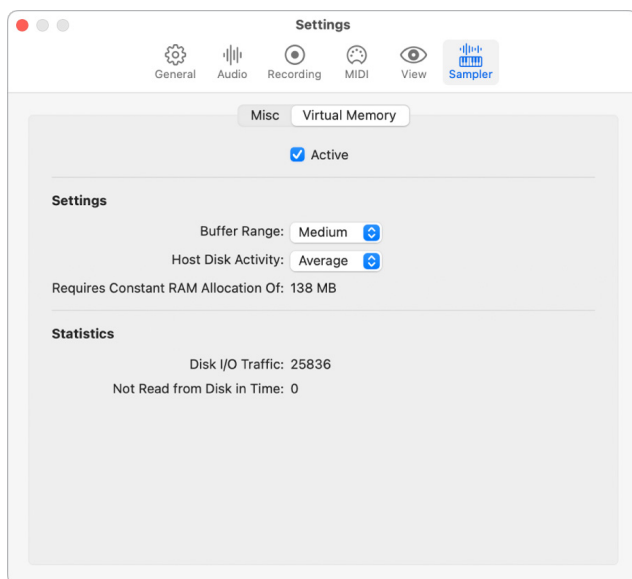 Settings
General Audio Recording MIDI View Sampler
Misc Virtual Memory
Active
Settings
Buffer Range: Medium
Host Disk Activity: Average
Requires Constant RAM Allocation Of: 138 MB
Statistics
Disk I/O Traffic: 25836
Not Read from Disk in Time: 0